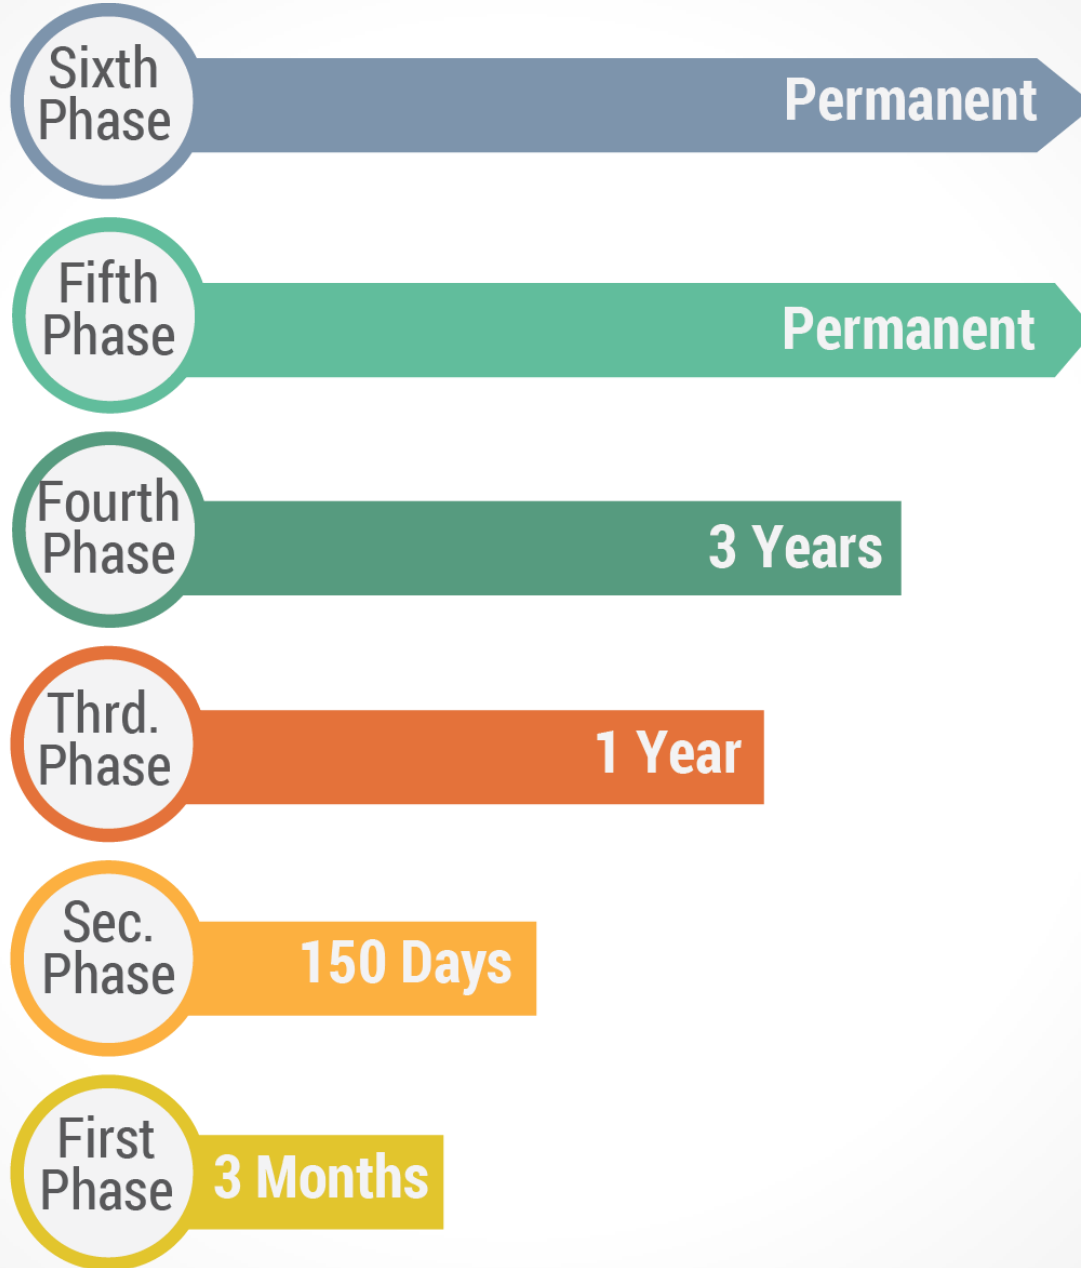 Sixth
Phase
Permanent
Fifth
Phase
Permanent
Fourth
Phase
3 Years
Thrd.
Phase
1 Year
Sec.
Phase
150 Days
First
Phase
3 Months